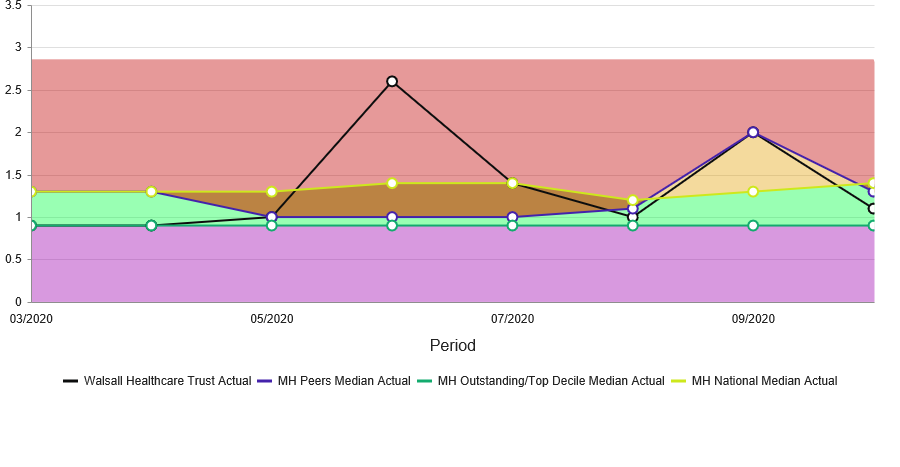 3.5
3
2.5
2
1.5
1
0.5
0
03/2020 05/2020 07/2020 09/2020
Period
Walsall Healthcare Trust Actual MH Peers Median Actual MH Outstanding/Top Decile Median Actual MH National Median Actual